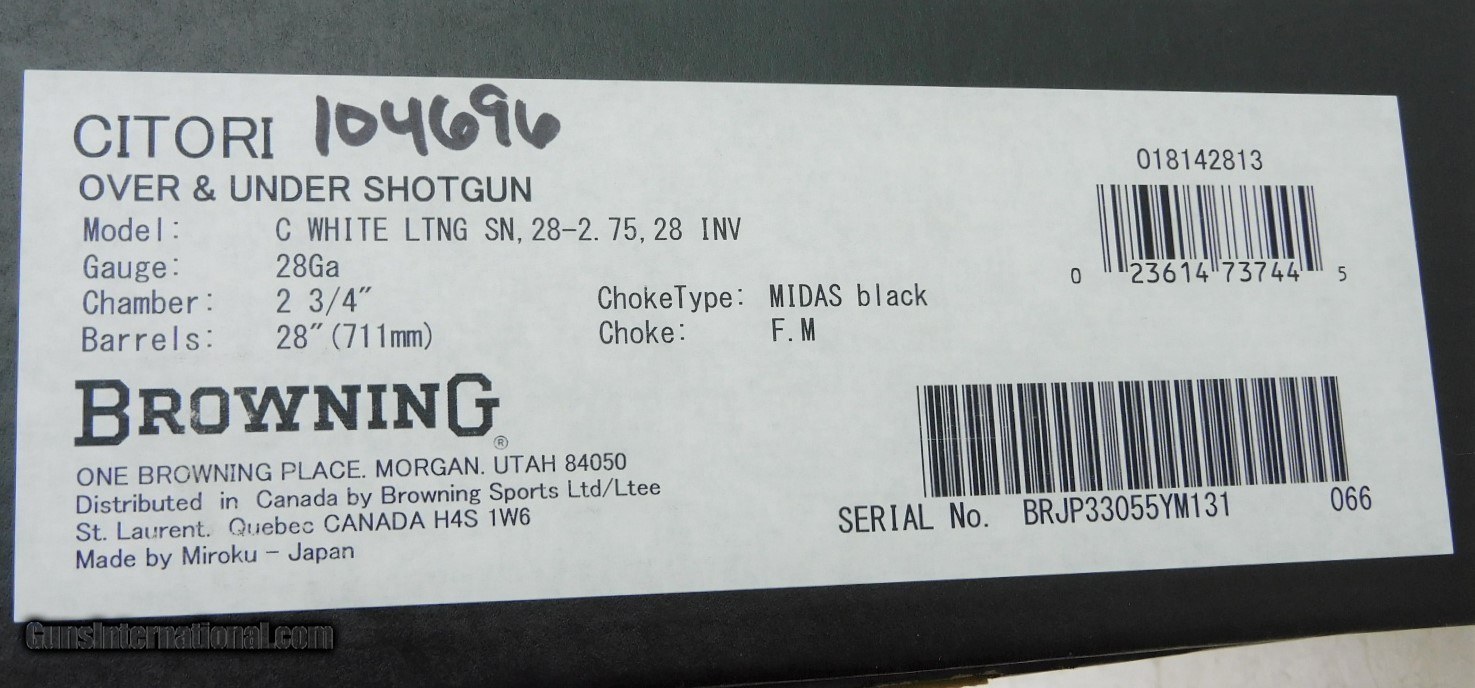 CITORI 104696
OVER & UNDER SHOTGUN
Model: C WHITE LTNG SN,28-2.75,28 INV
Gauge: 28Ga
Chamber: 2 3/4″
Barrels: 28″(711mm)
ChokeType: MIDAS black
Choke: F.M
018142813
0 23614 73744 5
BROWNING®
ONE BROWNING PLACE. MORGAN. UTAH 84050
Distributed in Canada by Browning Sports Ltd/Ltee
St. Laurent. Quebec CANADA H4S 1W6
Made by Miroku - Japan
SERIAL No. BRJP33055YM131 066
GunsInternational.com